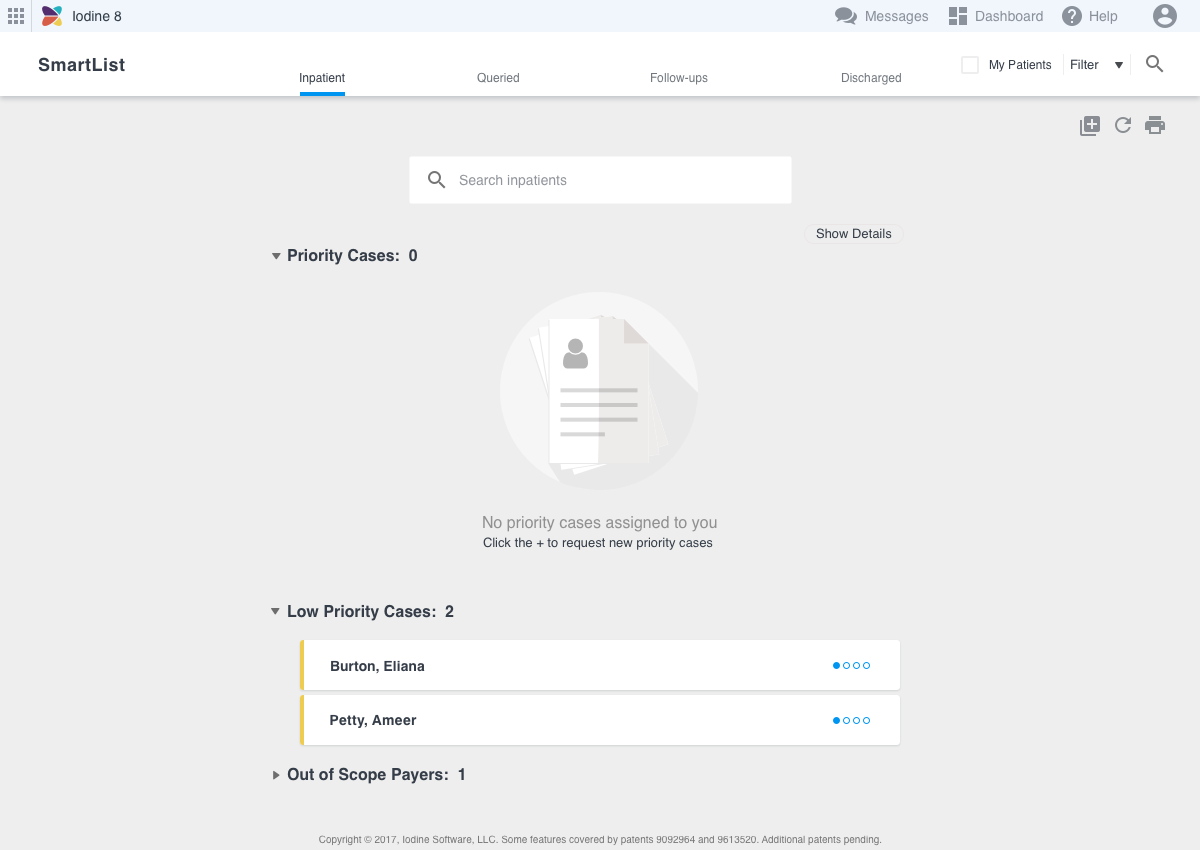 Iodine 8
Messages
Dashboard
Help
SmartList
Inpatient
Queried
Follow-ups
Discharged
My Patients
Filter
Search inpatients
Show Details
Priority Cases: 0
No priority cases assigned to you
Click the + to request new priority cases
Low Priority Cases: 2
Burton, Eliana
Petty, Ameer
Out of Scope Payers: 1
Copyright © 2017, Iodine Software, LLC. Some features covered by patents 9092964 and 9613520. Additional patents pending.